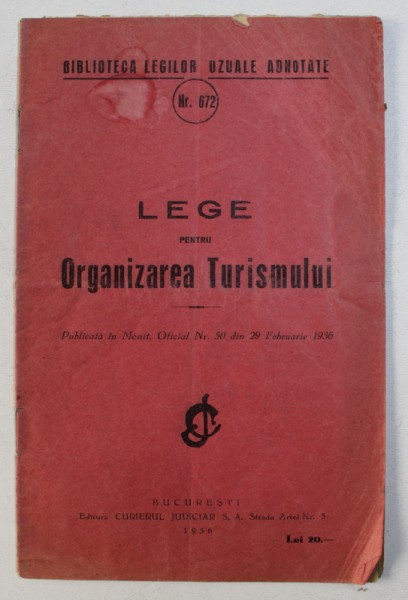 BIBLIOTECA LEGILOR UZUALE ADNOTATE
Nr. 672
LEGE
PENTRU
Organizarea Turismului
Publicată în Monit. Oficial Nr. 50 din 29 Februarie 1936
BUCUREȘTI
Editura CURIERUL JUDICIAR S. A. Strada Artei Nr. 5
1936
Lei 20.—